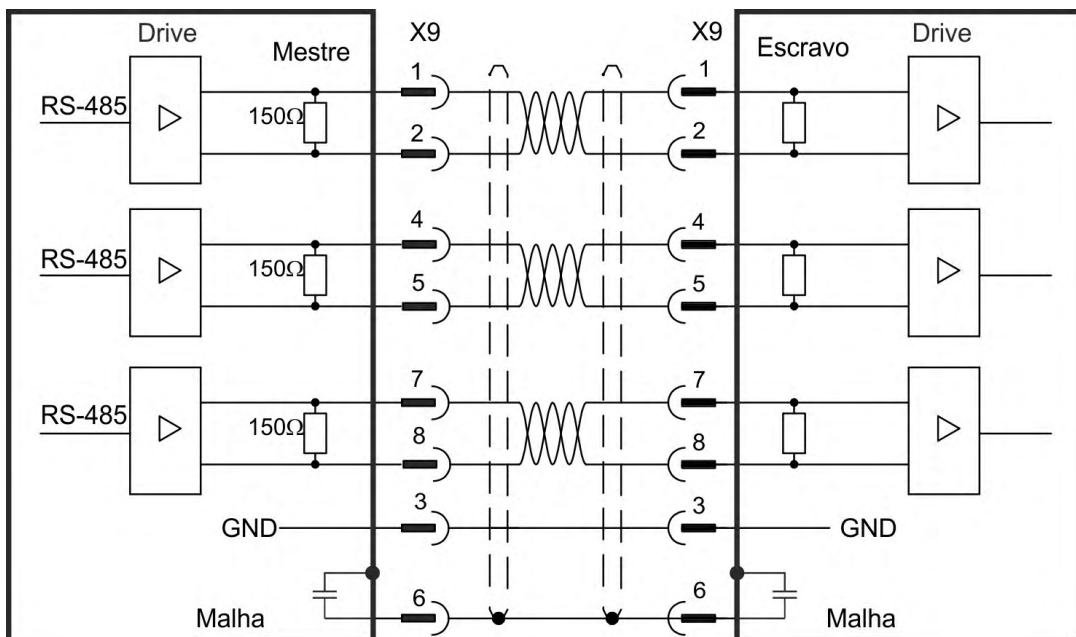 Drive
Mestre
X9
X9
Escravo
Drive
RS-485
150Ω
1
2
1
2
RS-485
150Ω
4
5
4
5
RS-485
150Ω
7
8
7
8
GND
3
3
GND
Malha
6
6
Malha